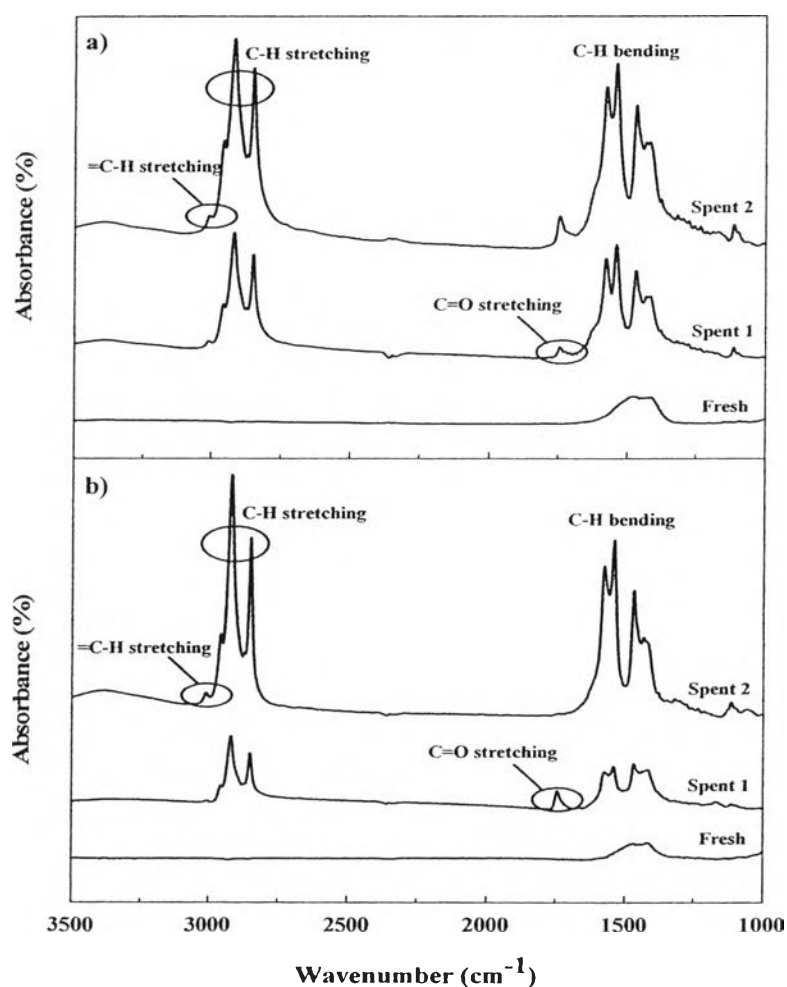 a)
C-H stretching
C-H bending
=C-H stretching
Spent 2
C=O stretching
Spent 1
Fresh
Absorbance (%)
b)
C-H stretching
C-H bending
=C-H stretching
Spent 2
C=O stretching
Spent 1
Fresh
Absorbance (%)
3500 3000 2500 2000 1500 1000
Wavenumber (cm⁻¹)